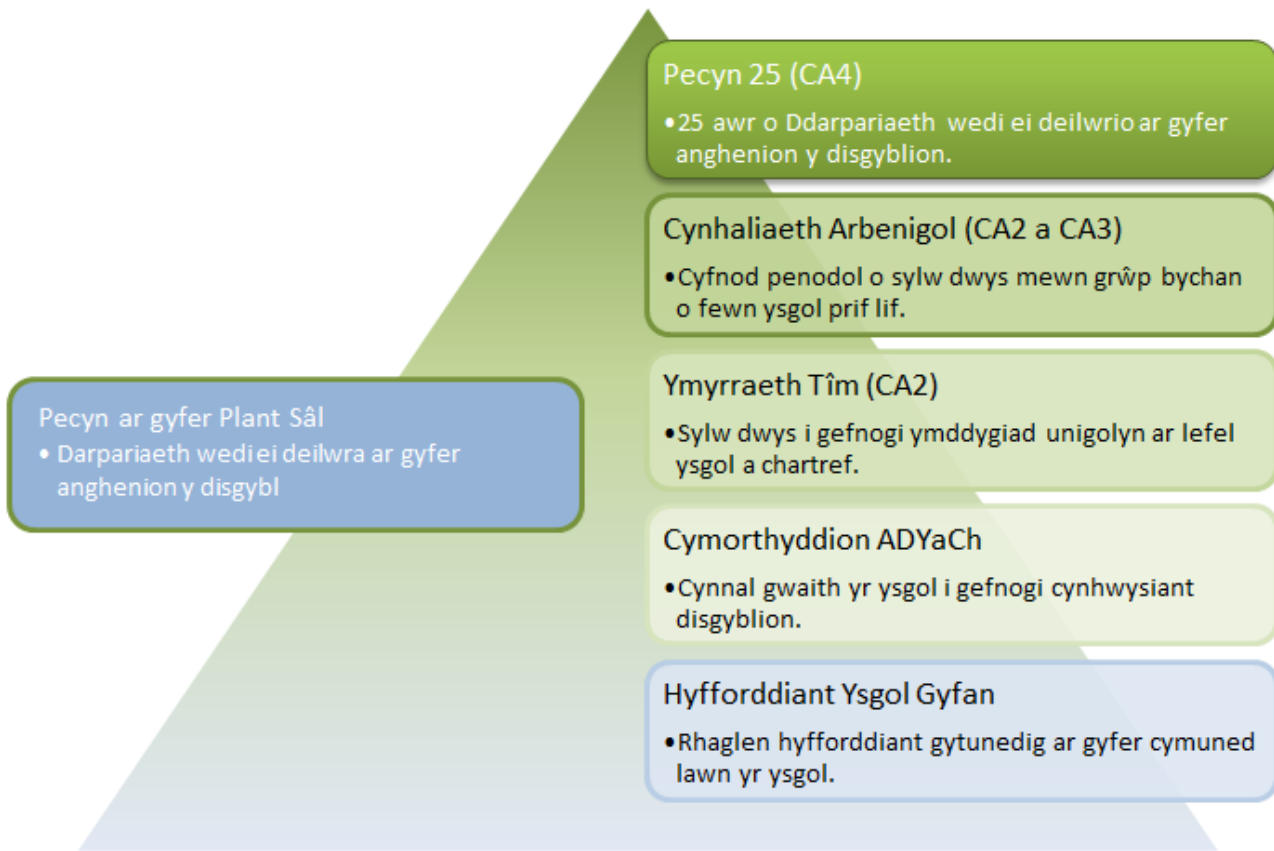 Pecyn 25 (CA4)
•25 awr o Ddarpariaeth wedi ei deilwrio ar gyfer
anghenion y disgyblion.
Cynhaliaeth Arbenigol (CA2 a CA3)
•Cyfnod penodol o sylw dwys mewn grŵp bychan
o fewn ysgol prif lif.
Ymyrraeth Tîm (CA2)
•Sylw dwys i gefnogi ymddygiad unigolyn ar lefel
ysgol a chartref.
Cymorthyddion ADYaCh
•Cynnal gwaith yr ysgol i gefnogi cynhwysiant
disgyblion.
Hyfforddiant Ysgol Gyfan
•Rhaglen hyfforddiant gytunedig ar gyfer cymuned
lawn yr ysgol.
Pecyn ar gyfer Plant Sâl
• Darpariaeth wedi ei deilwra ar gyfer
anghenion y disgybl